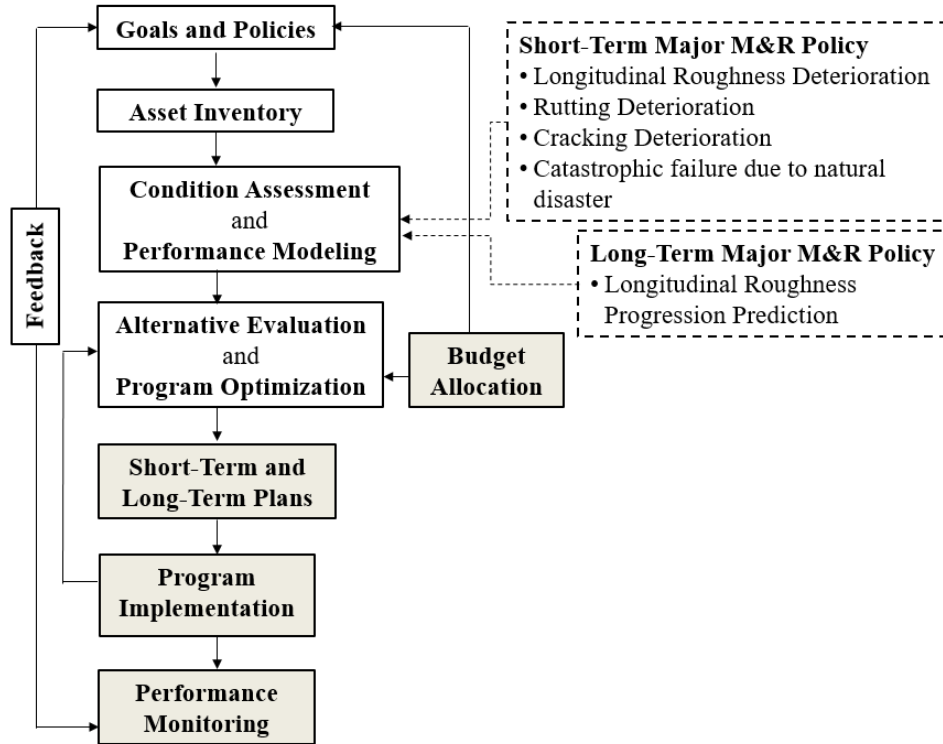 Goals and Policies
Asset Inventory
Condition Assessment
and
Performance Modeling
Alternative Evaluation
and
Program Optimization
Short-Term and
Long-Term Plans
Program
Implementation
Performance
Monitoring
Feedback
Budget
Allocation
Short-Term Major M&R Policy
• Longitudinal Roughness Deterioration
• Rutting Deterioration
• Cracking Deterioration
• Catastrophic failure due to natural
disaster
Long-Term Major M&R Policy
• Longitudinal Roughness
Progression Prediction